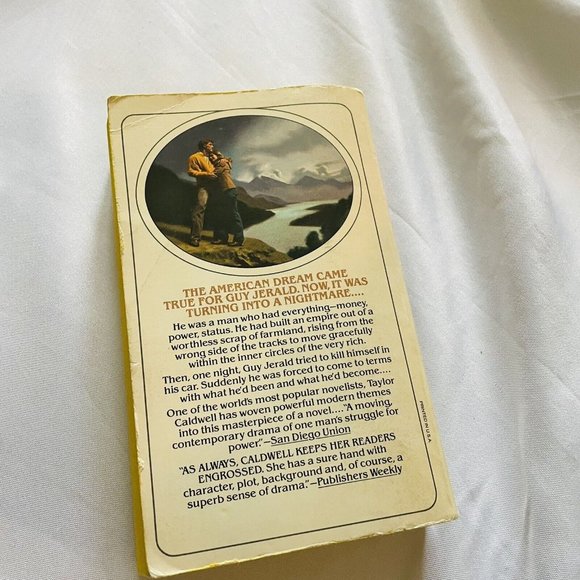 THE AMERICAN DREAM CAME
TRUE FOR GUY JERALD. NOW, IT WAS
TURNING INTO A NIGHTMARE....
He was a man who had everything—money,
power, status. He had built an empire out of a
worthless scrap of farmland, rising from the
wrong side of the tracks to move gracefully
within the inner circles of the very rich.
Then, one night, Guy Jerald tried to kill himself in
his car. Suddenly he was forced to come to terms
with what he'd been and what he'd become....
One of the world's most popular novelists, Taylor
Caldwell has woven powerful modern themes
into this masterpiece of a novel...."A moving,
contemporary drama of one man's struggle for
power."—San Diego Union
"AS ALWAYS, CALDWELL KEEPS HER READERS
ENGROSSED. She has a sure hand with
character, plot, background and, of course, a
superb sense of drama."—Publishers Weekly
PRINTED IN U.S.A.